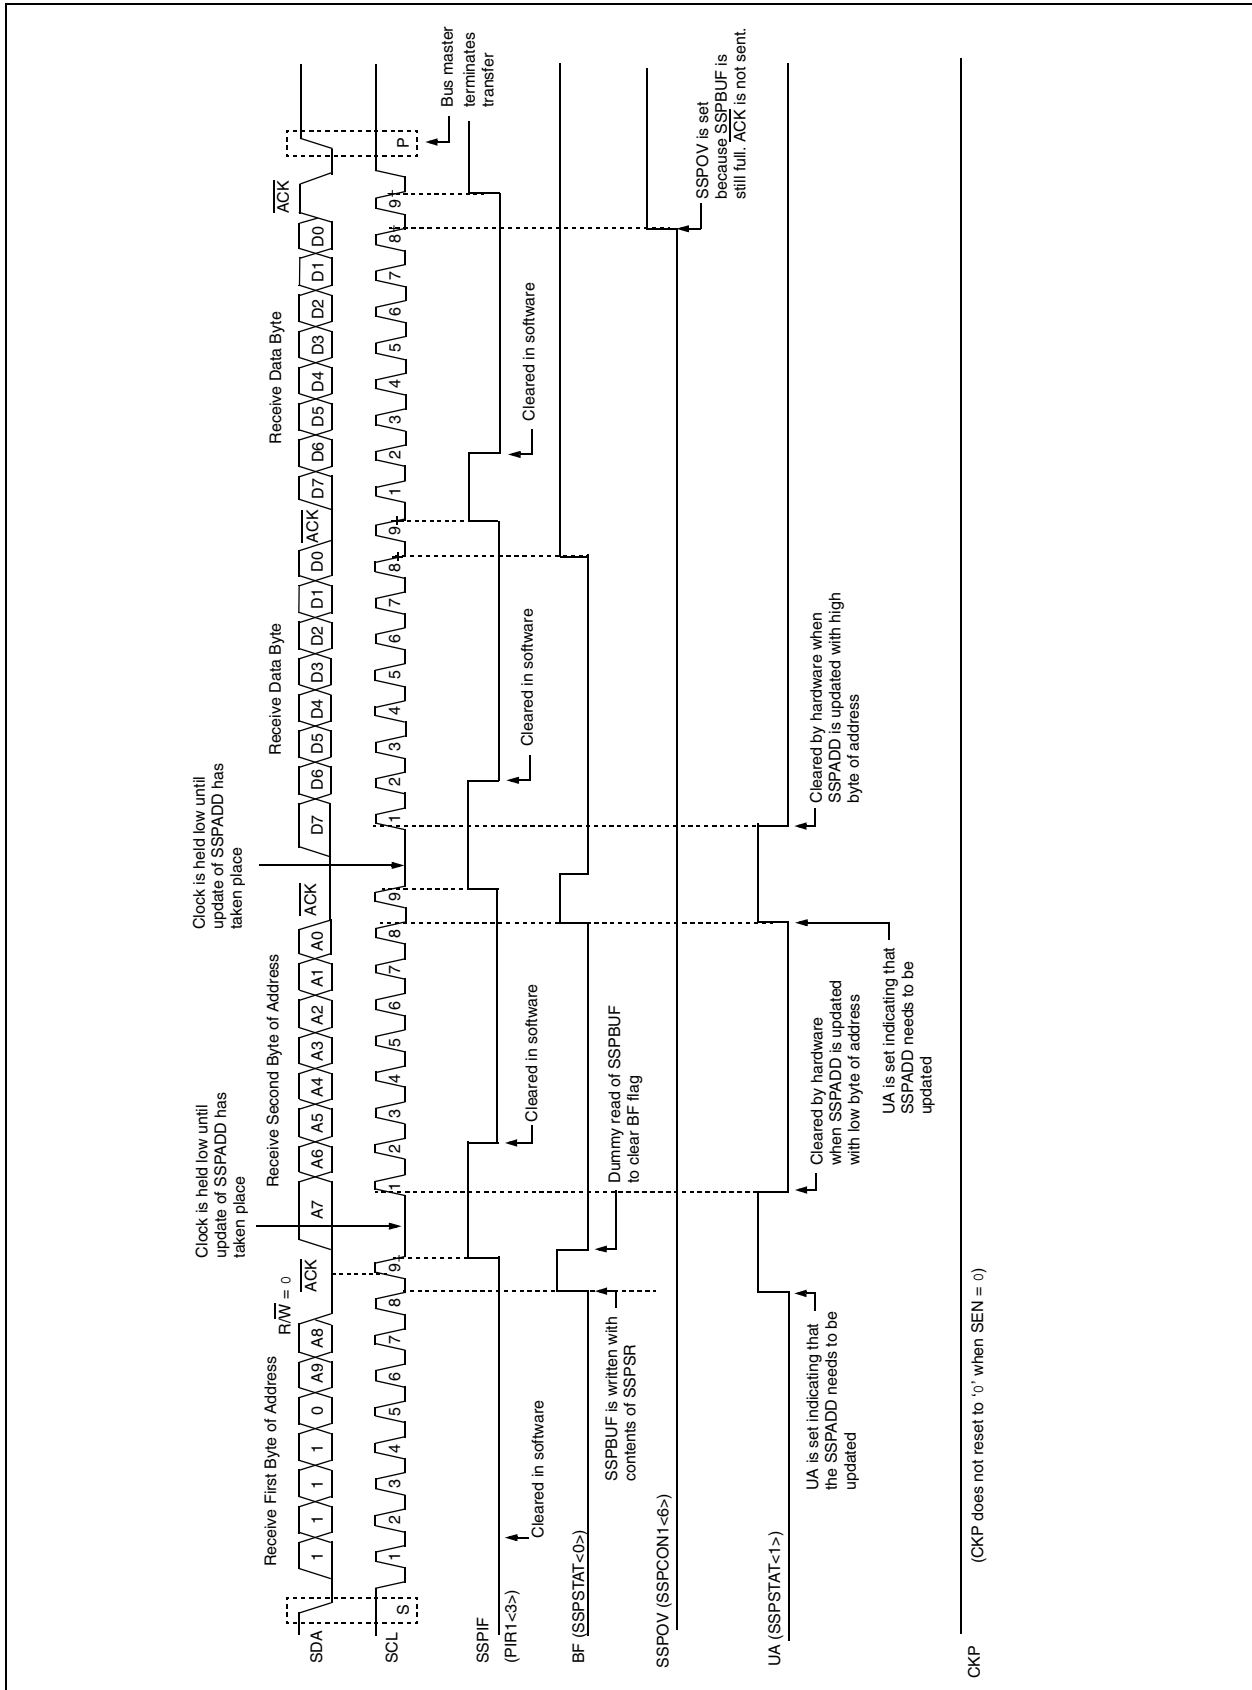 Receive First Byte of Address
R/W = 0
ACK
Clock is held low until
update of SSPADD has
taken place
Receive Second Byte of Address
ACK
Clock is held low until
update of SSPADD has
taken place
Receive Data Byte
ACK
Receive Data Byte
ACK
SDA
1 1 1 1 0 A9 A8
A7 A6 A5 A4 A3 A2 A1 A0
D7 D6 D5 D4 D3 D2 D1 D0
D7 D6 D5 D4 D3 D2 D1 D0
SCL
S
1 2 3 4 5 6 7 8 9
1 2 3 4 5 6 7 8 9
1 2 3 4 5 6 7 8 9
1 2 3 4 5 6 7 8 9
P
Bus master
terminates
transfer
SSPIF
(PIR1<3>)
Cleared in software
Cleared in software
Cleared in software
Cleared in software
BF (SSPSTAT<0>)
SSPBUF is written with
contents of SSPSR
Dummy read of SSPBUF
to clear BF flag
SSPOV (SSPCON1<6>)
SSPOV is set
because SSPBUF is
still full. ACK is not sent.
UA (SSPSTAT<1>)
UA is set indicating that
the SSPADD needs to be
updated
Cleared by hardware
when SSPADD is updated
with low byte of address
UA is set indicating that
SSPADD needs to be
updated
Cleared by hardware when
SSPADD is updated with high
byte of address
CKP
(CKP does not reset to ‘0’ when SEN = 0)